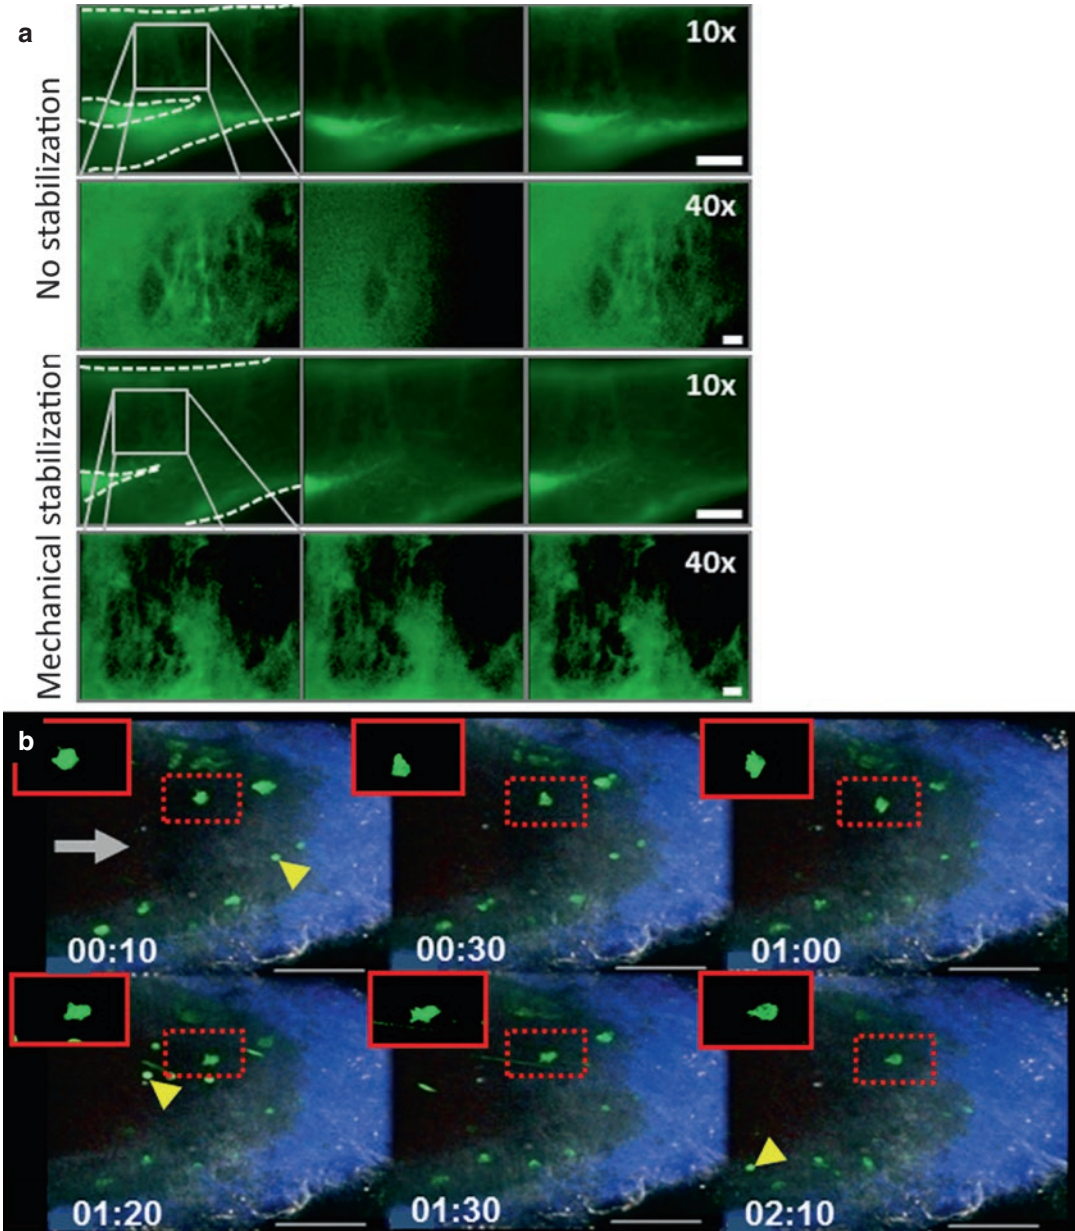 a
No stabilization
10x
40x
Mechanical stabilization
10x
40x
b
00:10
00:30
01:00
01:20
01:30
02:10